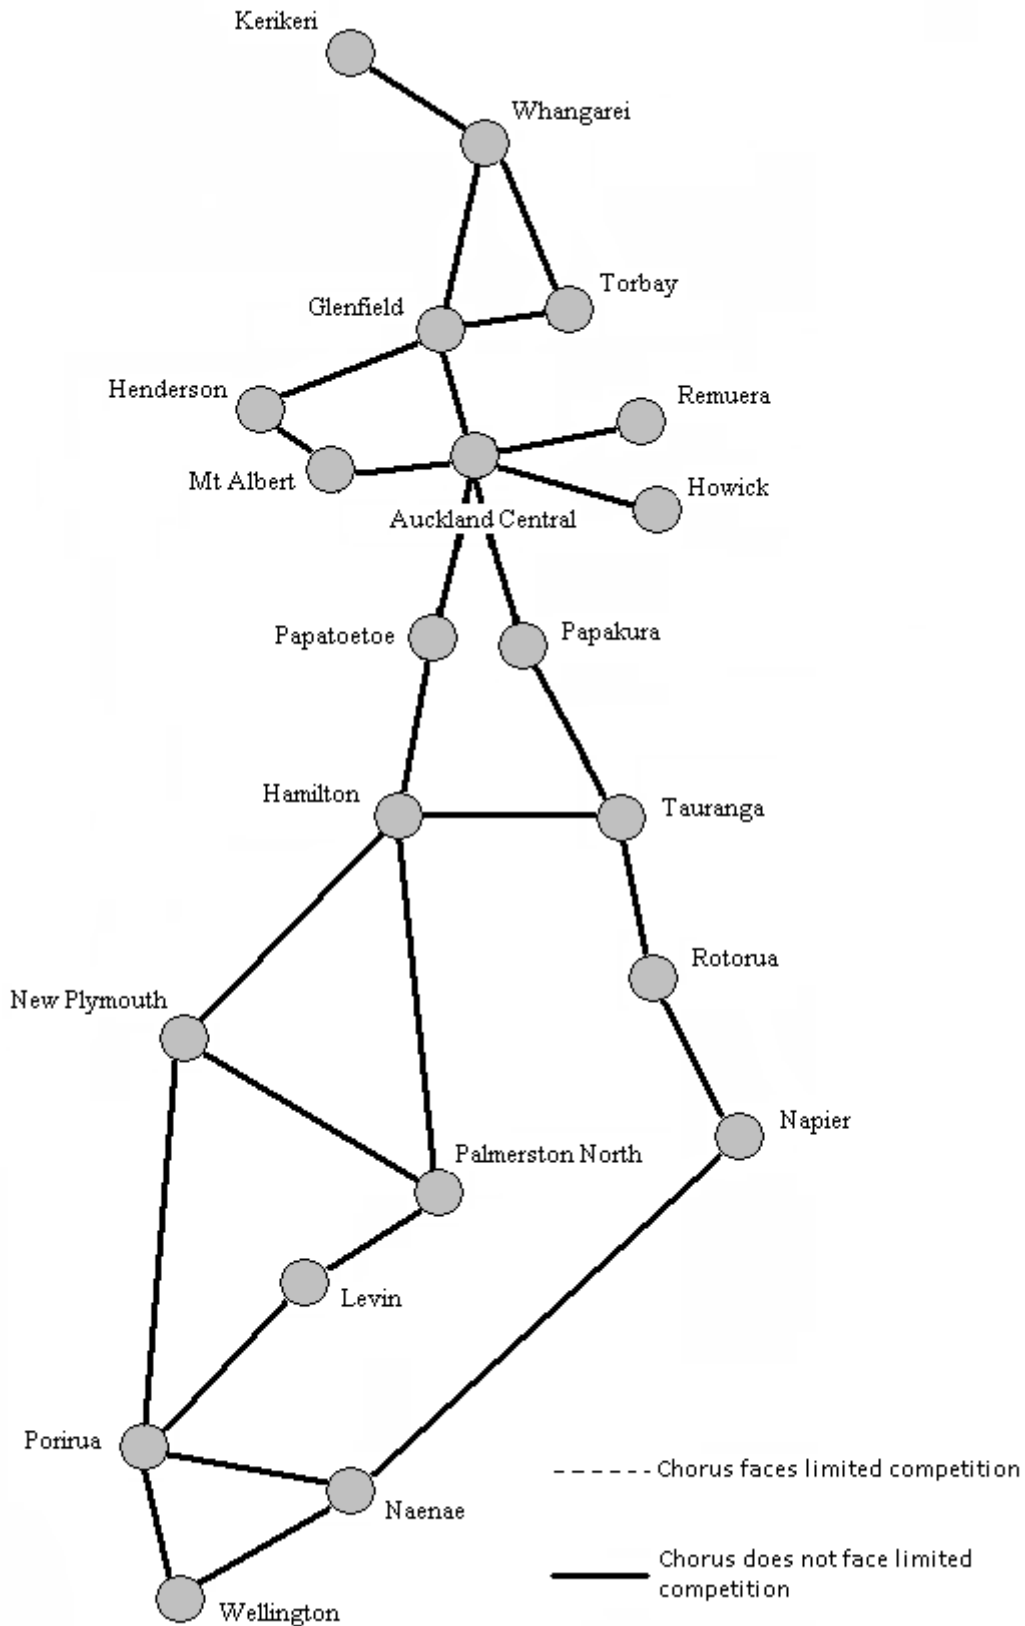 Kerikeri
Whangarei
Torbay
Glenfield
Henderson
Remuera
Mt Albert
Howick
Auckland Central
Papatoetoe
Papakura
Hamilton
Tauranga
Rotorua
New Plymouth
Napier
Palmerston North
Levin
Porirua
Chorus faces limited competition
Naenae
Chorus does not face limited
competition
Wellington